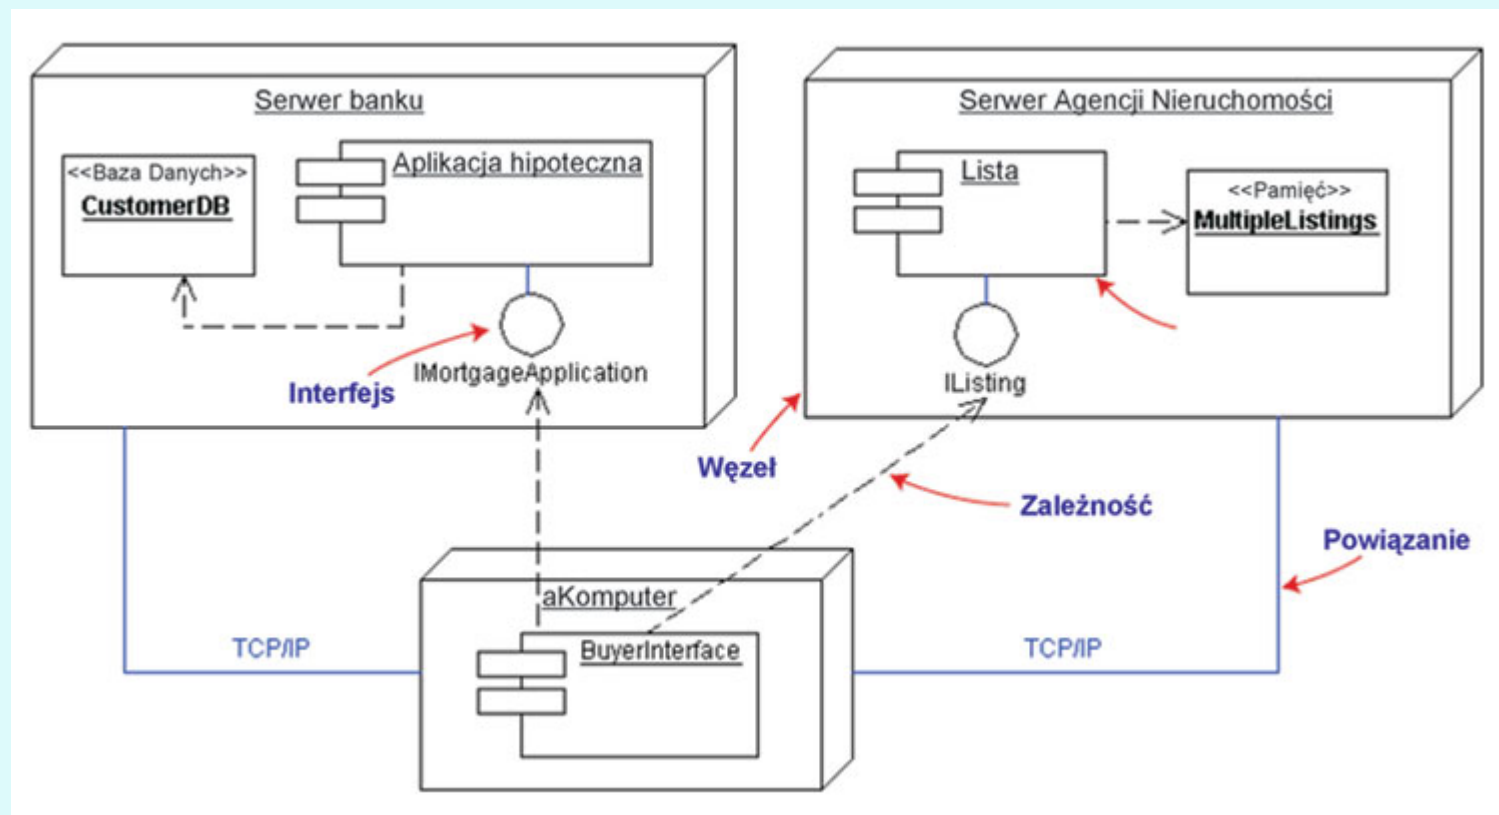 Serwer banku
<<Baza Danych>>
CustomerDB
Aplikacja hipoteczna
IMortgageApplication
Interfejs
Serwer Agencji Nieruchomości
Lista
<<Pamięć>>
MultipleListings
IListing
Węzeł
Zależność
Powiązanie
aKomputer
BuyerInterface
TCP/IP
TCP/IP